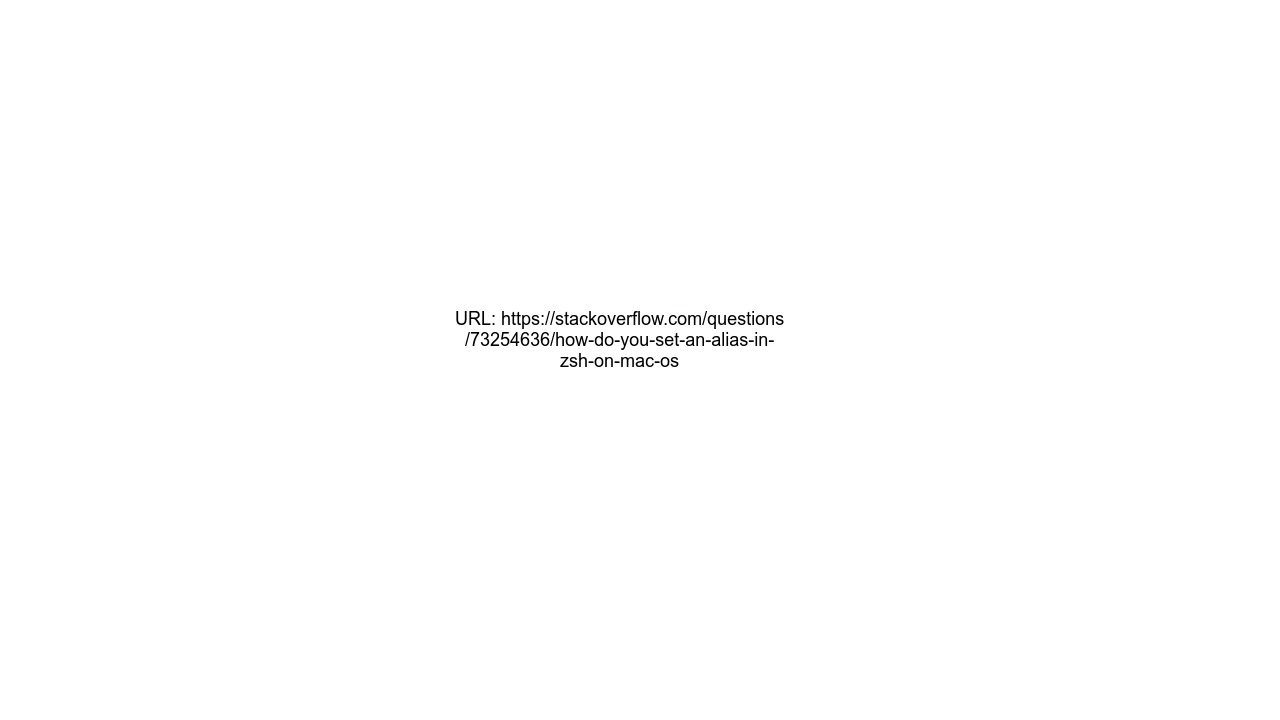 URL: https://stackoverflow.com/questions
/73254636/how-do-you-set-an-alias-in-
zsh-on-mac-os